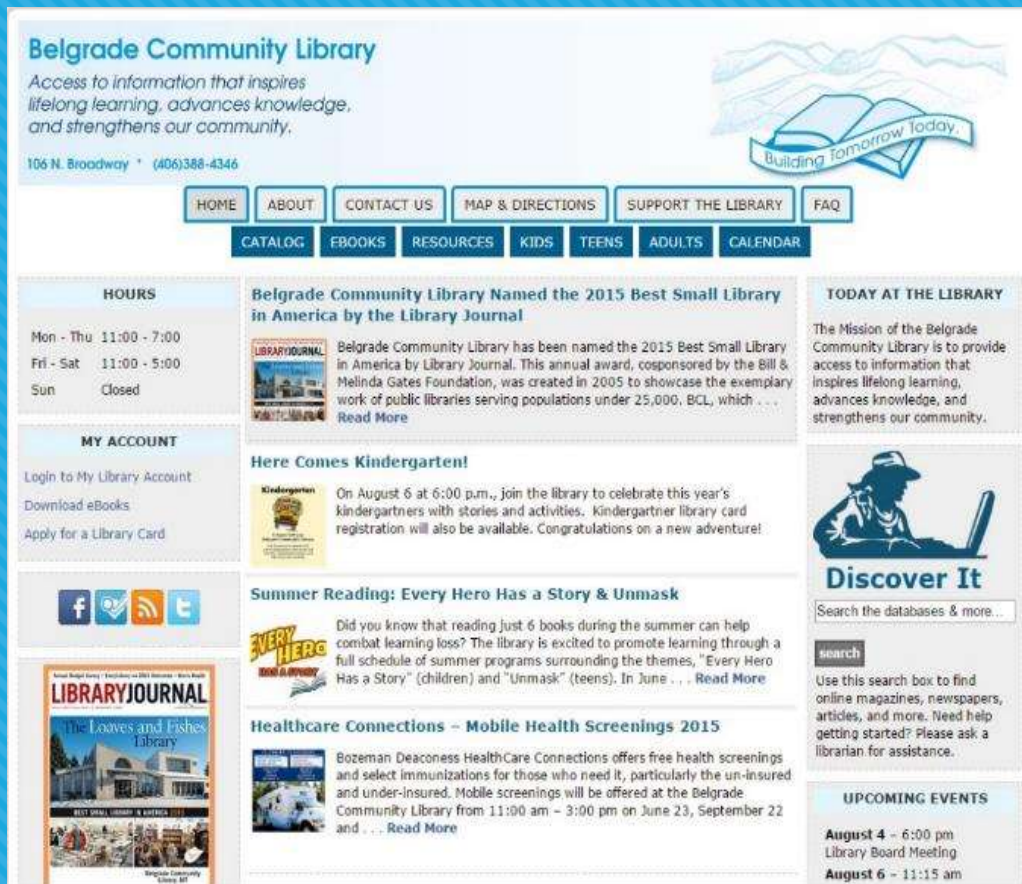 Belgrade Community Library
Access to information that inspires
lifelong learning, advances knowledge,
and strengthens our community.
106 N. Broadway * (406)388-4346
Building Tomorrow Today.
HOME ABOUT CONTACT US MAP & DIRECTIONS SUPPORT THE LIBRARY FAQ
CATALOG EBOOKS RESOURCES KIDS TEENS ADULTS CALENDAR
HOURS
Mon - Thu 11:00 - 7:00
Fri - Sat 11:00 - 5:00
Sun Closed
MY ACCOUNT
Login to My Library Account
Download eBooks
Apply for a Library Card
LIBRARYJOURNAL
The Loaves and Fishes
Library
BEST SMALL LIBRARY IN AMERICA 2015
Belgrade Community
Library, MT
Belgrade Community Library Named the 2015 Best Small Library
in America by the Library Journal
LIBRARYJOURNAL
Belgrade Community Library has been named the 2015 Best Small Library
in America by Library Journal. This annual award, cosponsored by the Bill &
Melinda Gates Foundation, was created in 2005 to showcase the exemplary
work of public libraries serving populations under 25,000. BCL, which . . .
Read More
Here Comes Kindergarten!
Kindergarten
On August 6 at 6:00 p.m., join the library to celebrate this year's
kindergartners with stories and activities. Kindergartner library card
registration will also be available. Congratulations on a new adventure!
Summer Reading: Every Hero Has a Story & Unmask
EVERY
HERO
HAS A STORY
Did you know that reading just 6 books during the summer can help
combat learning loss? The library is excited to promote learning through a
full schedule of summer programs surrounding the themes, "Every Hero
Has a Story" (children) and "Unmask" (teens). In June . . . Read More
Healthcare Connections – Mobile Health Screenings 2015
Bozeman Deaconess HealthCare Connections offers free health screenings
and select immunizations for those who need it, particularly the un-insured
and under-insured. Mobile screenings will be offered at the Belgrade
Community Library from 11:00 am – 3:00 pm on June 23, September 22
and . . . Read More
TODAY AT THE LIBRARY
The Mission of the Belgrade
Community Library is to provide
access to information that
inspires lifelong learning,
advances knowledge, and
strengthens our community.
Discover It
Search the databases & more...
search
Use this search box to find
online magazines, newspapers,
articles, and more. Need help
getting started? Please ask a
librarian for assistance.
UPCOMING EVENTS
August 4 – 6:00 pm
Library Board Meeting
August 6 – 11:15 am